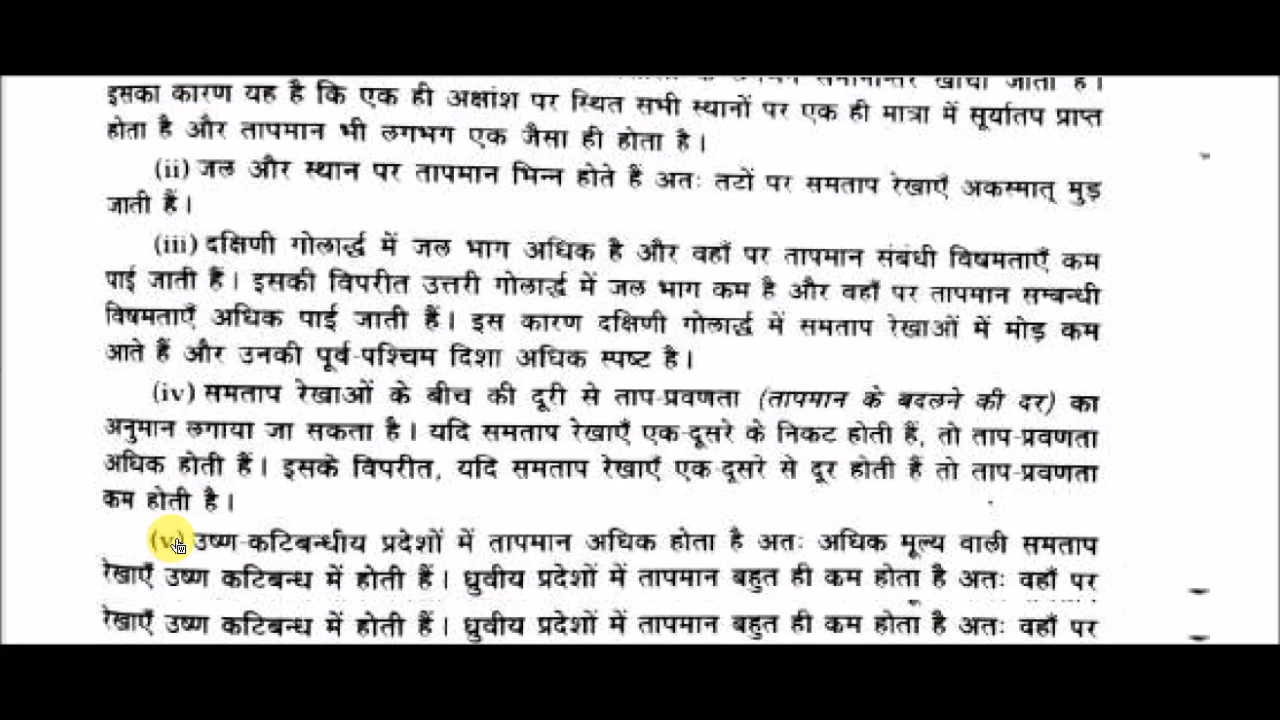 खींचा जाता है।
इसका कारण यह है कि एक ही अक्षांश पर स्थित सभी स्थानों पर एक ही मात्रा में सूर्यातप प्राप्त
होता है और तापमान भी लगभग एक जैसा ही होता है।
(ii) जल और स्थान पर तापमान भिन्न होते हैं अतः तटों पर समताप रेखाएँ अकस्मात् मुड़
जाती हैं।
(iii) दक्षिणी गोलार्द्ध में जल भाग अधिक है और वहाँ पर तापमान संबंधी विषमताएँ कम
पाई जाती हैं। इसकी विपरीत उत्तरी गोलार्द्ध में जल भाग कम है और वहाँ पर तापमान सम्बन्धी
विषमताएँ अधिक पाई जाती हैं। इस कारण दक्षिणी गोलार्द्ध में समताप रेखाओं में मोड़ कम
आते हैं और उनकी पूर्व-पश्चिम दिशा अधिक स्पष्ट है।
(iv) समताप रेखाओं के बीच की दूरी से ताप-प्रवणता (तापमान के बदलने की दर) का
अनुमान लगाया जा सकता है। यदि समताप रेखाएँ एक-दूसरे के निकट होती हैं, तो ताप-प्रवणता
अधिक होती हैं। इसके विपरीत, यदि समताप रेखाएँ एक-दूसरे से दूर होती हैं तो ताप-प्रवणता
कम होती है।
(v) उष्ण-कटिबन्धीय प्रदेशों में तापमान अधिक होता है अतः अधिक मूल्य वाली समताप
रेखाएँ उष्ण कटिबन्ध में होती हैं। ध्रुवीय प्रदेशों में तापमान बहुत ही कम होता है अतः वहाँ पर
रेखाएँ उष्ण कटिबन्ध में होती हैं। ध्रुवीय प्रदेशों में तापमान बहुत ही कम होता है अतः वहाँ पर